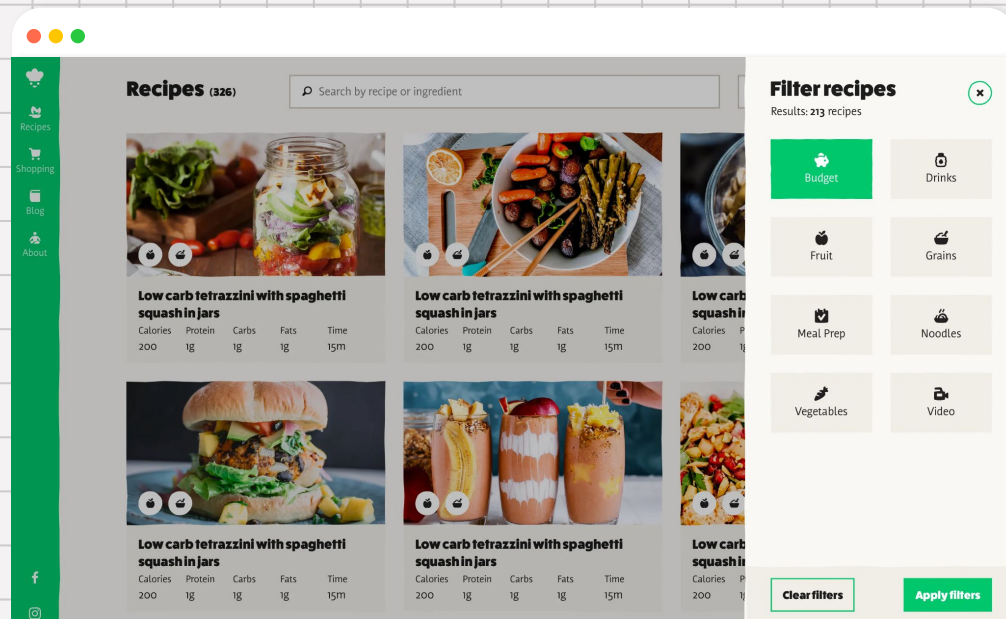 Recipes (326)
Search by recipe or ingredient
Recipes
Shopping
Blog
About
Low carb tetrazzini with spaghetti
squash in jars
Calories Protein Carbs Fats Time
200 1g 1g 1g 15m
Low carb tetrazzini with spaghetti
squash in jars
Calories Protein Carbs Fats Time
200 1g 1g 1g 15m
Low carb
squash in
Calories P
200 1g
Low carb tetrazzini with spaghetti
squash in jars
Calories Protein Carbs Fats Time
200 1g 1g 1g 15m
Low carb tetrazzini with spaghetti
squash in jars
Calories Protein Carbs Fats Time
200 1g 1g 1g 15m
Low carb
squash in
Calories P
200 1g
Filter recipes
Results: 213 recipes
Budget
Drinks
Fruit
Grains
Meal Prep
Noodles
Vegetables
Video
Clear filters
Apply filters